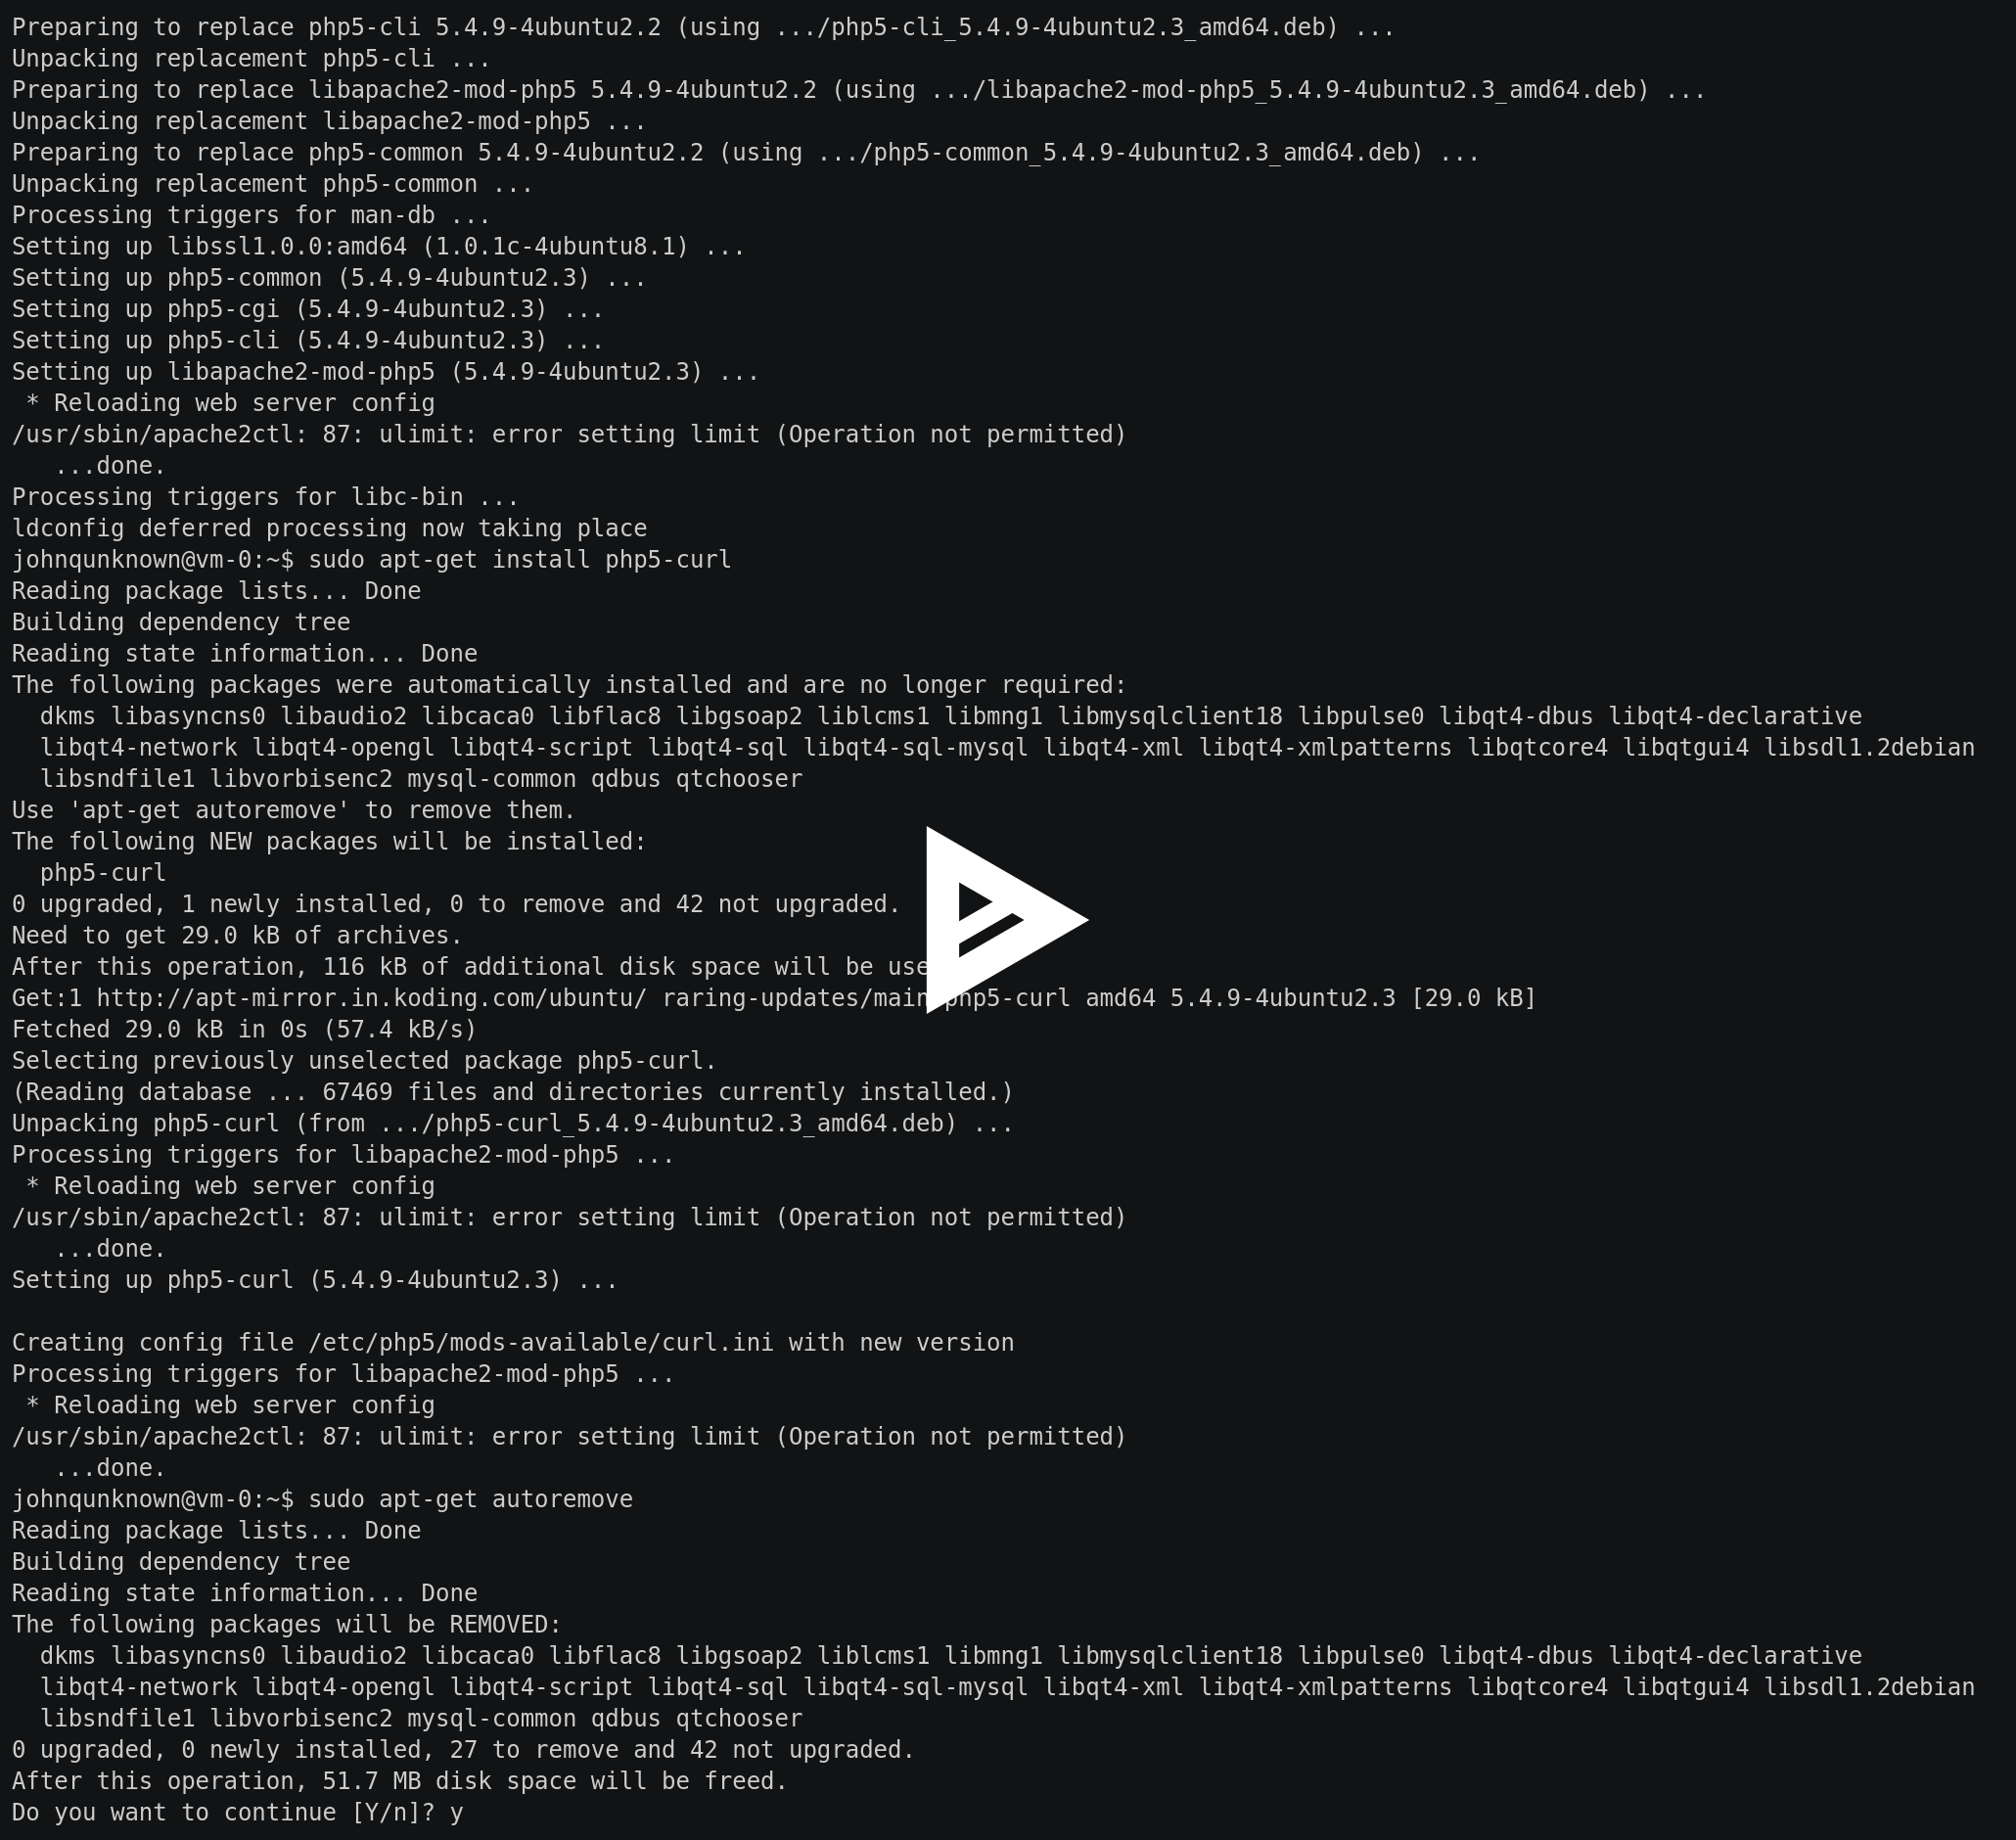 Preparing to replace php5-cli 5.4.9-4ubuntu2.2 (using .../php5-cli_5.4.9-4ubuntu2.3_amd64.deb) ...
Unpacking replacement php5-cli ...
Preparing to replace libapache2-mod-php5 5.4.9-4ubuntu2.2 (using .../libapache2-mod-php5_5.4.9-4ubuntu2.3_amd64.deb) ...
Unpacking replacement libapache2-mod-php5 ...
Preparing to replace php5-common 5.4.9-4ubuntu2.2 (using .../php5-common_5.4.9-4ubuntu2.3_amd64.deb) ...
Unpacking replacement php5-common ...
Processing triggers for man-db ...
Setting up libssl1.0.0:amd64 (1.0.1c-4ubuntu8.1) ...
Setting up php5-common (5.4.9-4ubuntu2.3) ...
Setting up php5-cgi (5.4.9-4ubuntu2.3) ...
Setting up php5-cli (5.4.9-4ubuntu2.3) ...
Setting up libapache2-mod-php5 (5.4.9-4ubuntu2.3) ...
 * Reloading web server config
/usr/sbin/apache2ctl: 87: ulimit: error setting limit (Operation not permitted)
   ...done.
Processing triggers for libc-bin ...
ldconfig deferred processing now taking place
johnqunknown@vm-0:~$ sudo apt-get install php5-curl
Reading package lists... Done
Building dependency tree
Reading state information... Done
The following packages were automatically installed and are no longer required:
  dkms libasyncns0 libaudio2 libcaca0 libflac8 libgsoap2 liblcms1 libmng1 libmysqlclient18 libpulse0 libqt4-dbus libqt4-declarative
  libqt4-network libqt4-opengl libqt4-script libqt4-sql libqt4-sql-mysql libqt4-xml libqt4-xmlpatterns libqtcore4 libqtgui4 libsdl1.2debian
  libsndfile1 libvorbisenc2 mysql-common qdbus qtchooser
Use 'apt-get autoremove' to remove them.
The following NEW packages will be installed:
  php5-curl
0 upgraded, 1 newly installed, 0 to remove and 42 not upgraded.
Need to get 29.0 kB of archives.
After this operation, 116 kB of additional disk space will be use
Get:1 http://apt-mirror.in.koding.com/ubuntu/ raring-updates/main php5-curl amd64 5.4.9-4ubuntu2.3 [29.0 kB]
Fetched 29.0 kB in 0s (57.4 kB/s)
Selecting previously unselected package php5-curl.
(Reading database ... 67469 files and directories currently installed.)
Unpacking php5-curl (from .../php5-curl_5.4.9-4ubuntu2.3_amd64.deb) ...
Processing triggers for libapache2-mod-php5 ...
 * Reloading web server config
/usr/sbin/apache2ctl: 87: ulimit: error setting limit (Operation not permitted)
   ...done.
Setting up php5-curl (5.4.9-4ubuntu2.3) ...

Creating config file /etc/php5/mods-available/curl.ini with new version
Processing triggers for libapache2-mod-php5 ...
 * Reloading web server config
/usr/sbin/apache2ctl: 87: ulimit: error setting limit (Operation not permitted)
   ...done.
johnqunknown@vm-0:~$ sudo apt-get autoremove
Reading package lists... Done
Building dependency tree
Reading state information... Done
The following packages will be REMOVED:
  dkms libasyncns0 libaudio2 libcaca0 libflac8 libgsoap2 liblcms1 libmng1 libmysqlclient18 libpulse0 libqt4-dbus libqt4-declarative
  libqt4-network libqt4-opengl libqt4-script libqt4-sql libqt4-sql-mysql libqt4-xml libqt4-xmlpatterns libqtcore4 libqtgui4 libsdl1.2debian
  libsndfile1 libvorbisenc2 mysql-common qdbus qtchooser
0 upgraded, 0 newly installed, 27 to remove and 42 not upgraded.
After this operation, 51.7 MB disk space will be freed.
Do you want to continue [Y/n]? y